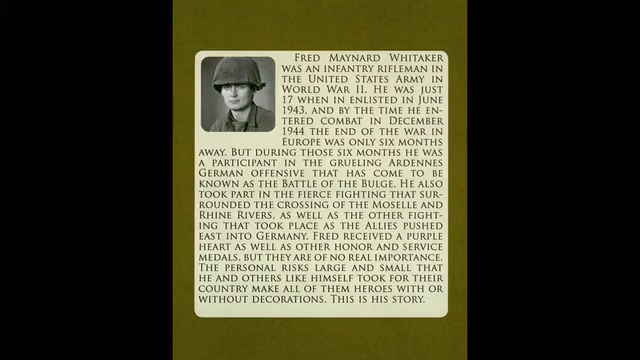 Fred Maynard Whitaker
was an infantry rifleman in
the United States Army in
World War II. He was just
17 when in enlisted in June
1943, and by the time he en-
tered combat in December
1944 the end of the war in
Europe was only six months
away. But during those six months he was
a participant in the grueling Ardennes
German offensive that has come to be
known as the Battle of the Bulge. He also
took part in the fierce fighting that sur-
rounded the crossing of the Moselle and
Rhine Rivers, as well as the other fight-
ing that took place as the Allies pushed
east into Germany. Fred received a purple
heart as well as other honor and service
medals, but they are of no real importance.
The personal risks large and small that
he and others like himself took for their
country make all of them heroes with or
without decorations. This is his story.